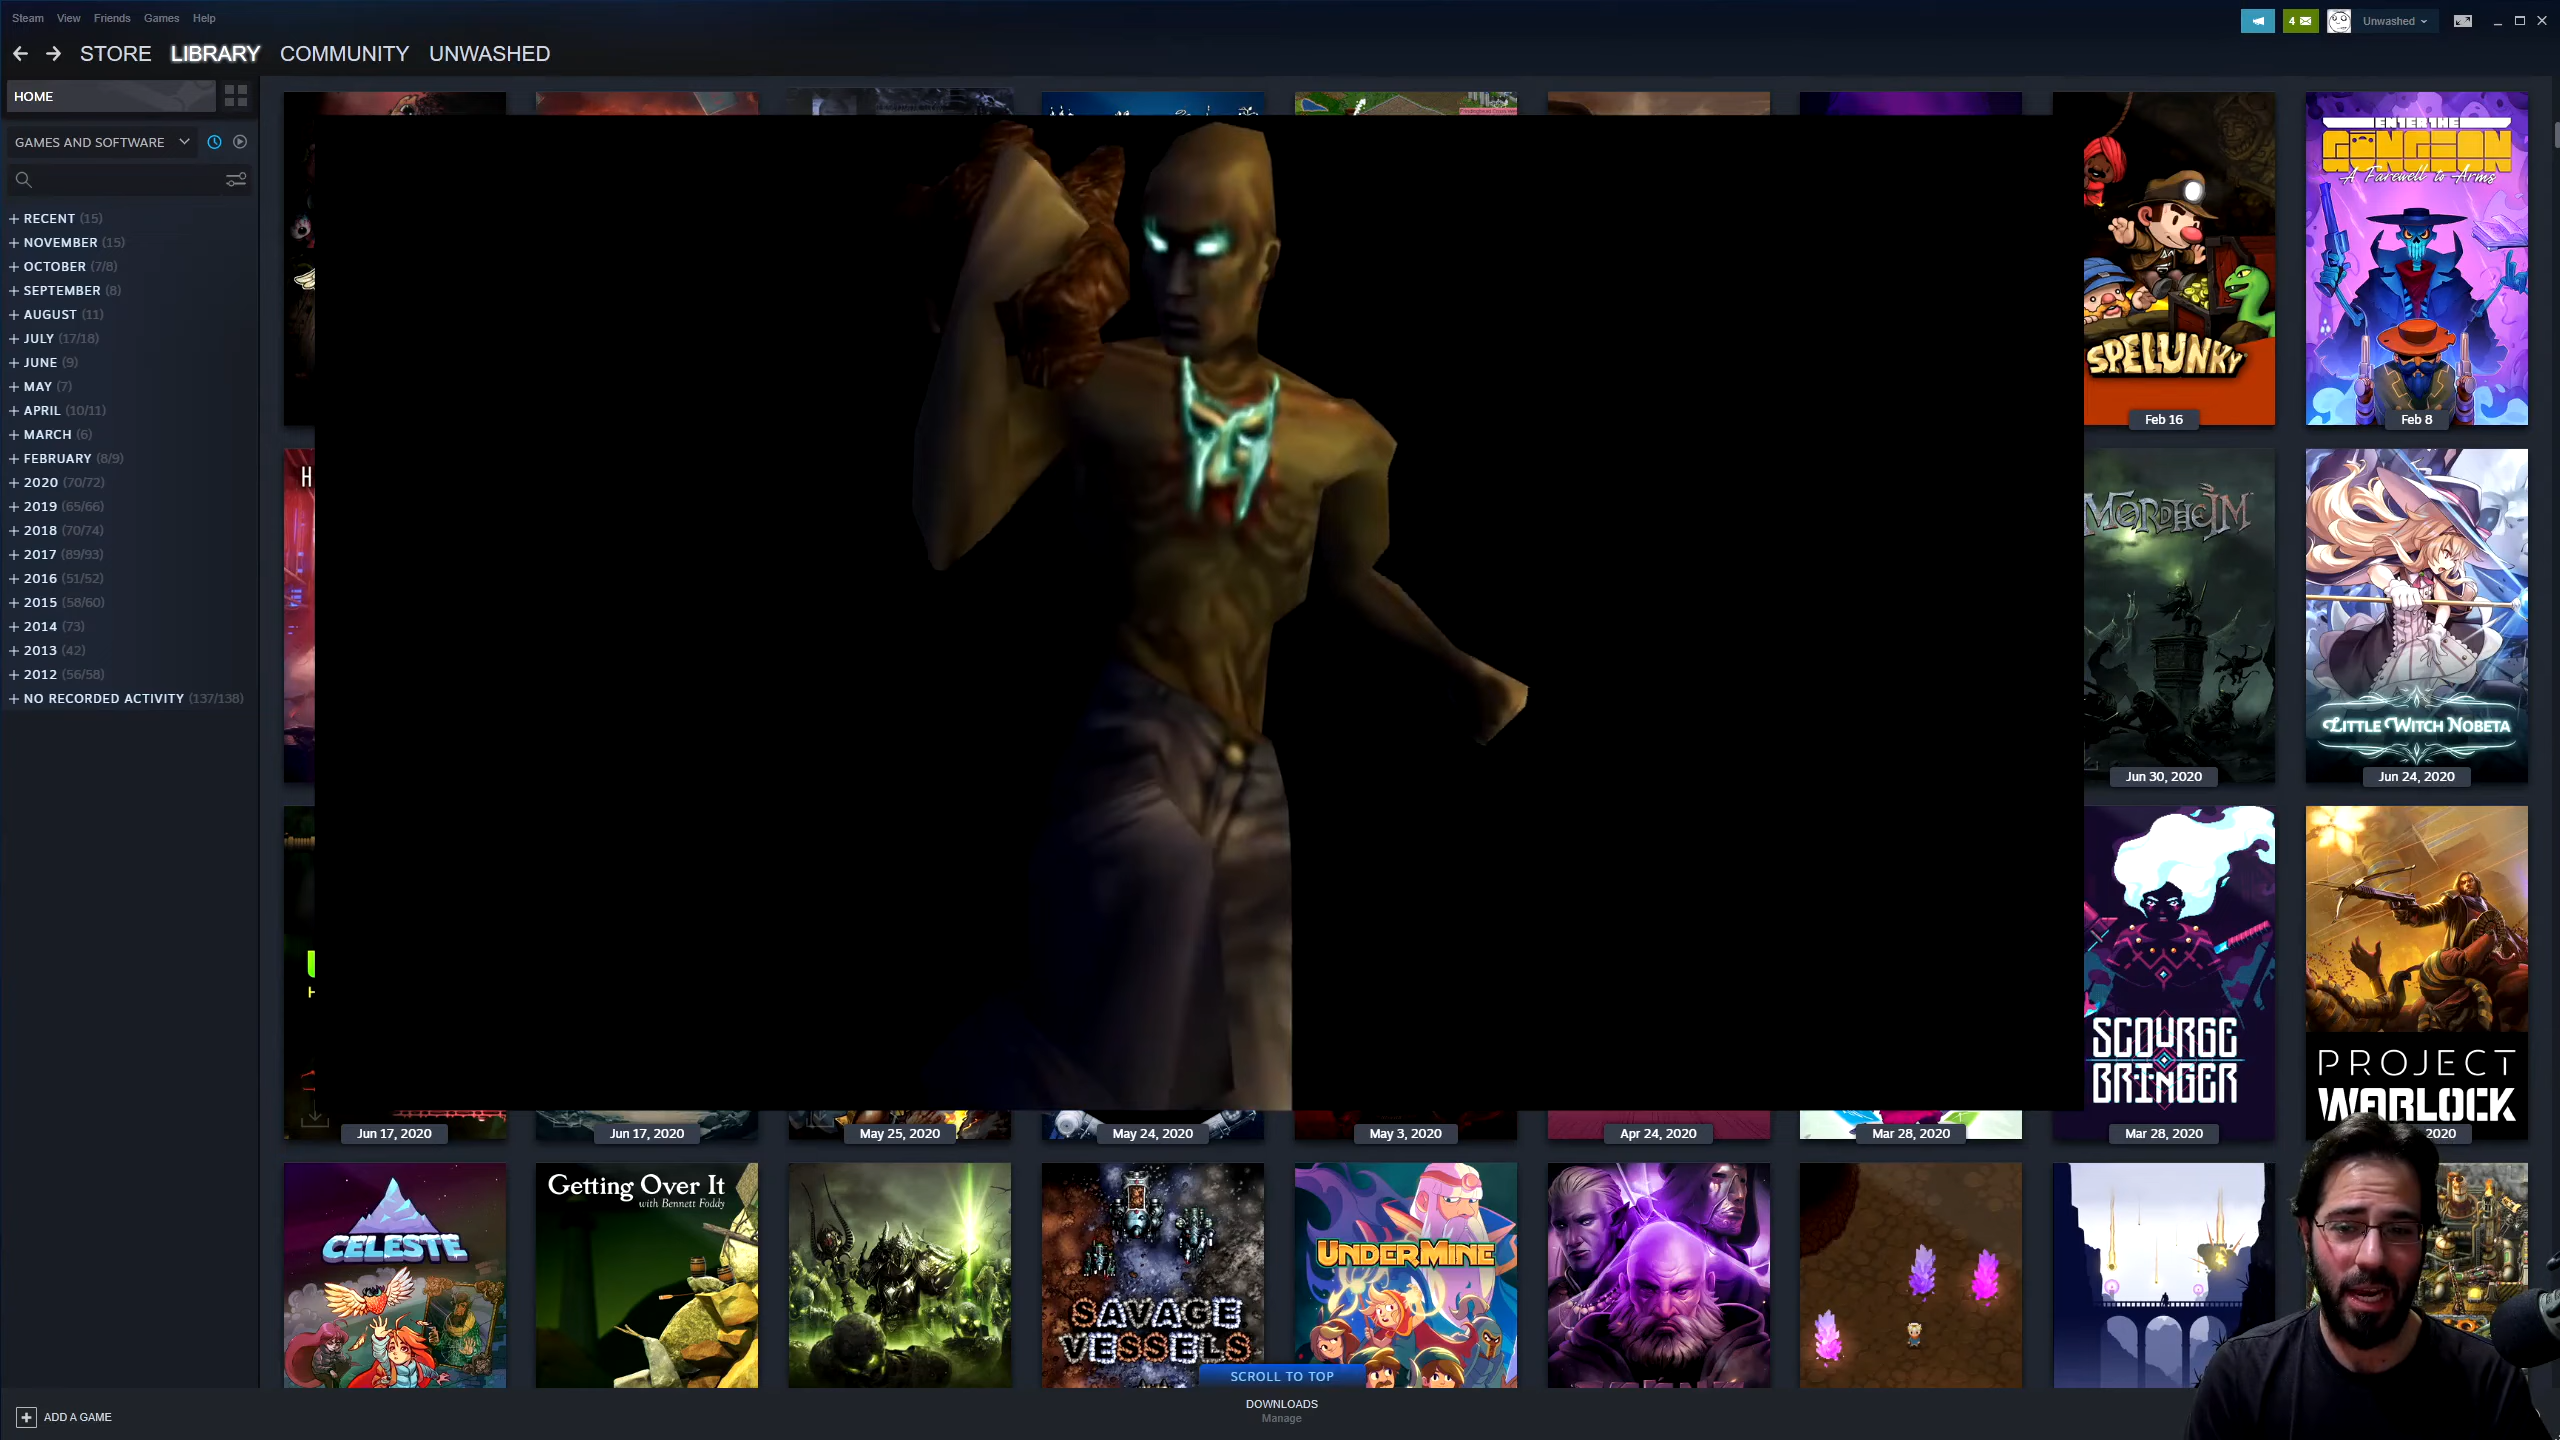 Steam View Friends Games Help
4
Unwashed
STORE LIBRARY COMMUNITY UNWASHED
HOME
GAMES AND SOFTWARE
RECENT (15)
NOVEMBER (15)
OCTOBER (7/8)
SEPTEMBER (8)
AUGUST (11)
JULY (17/18)
JUNE (9)
MAY (7)
APRIL (10/11)
MARCH (6)
FEBRUARY (8/9)
2020 (70/72)
2019 (65/66)
2018 (70/74)
2017 (89/93)
2016 (51/52)
2015 (58/60)
2014 (73)
2013 (42)
2012 (56/58)
NO RECORDED ACTIVITY (137/138)
SPELUNKY
Feb 16
ENTER THE
GUNGEON
A Farewell to Arms
Feb 8
H
MORDHEIM
Jun 30, 2020
LITTLE WITCH NOBETA
Jun 24, 2020
SCOURGE
BRINGER
PROJECT
WARLOCK
Jun 17, 2020
Jun 17, 2020
May 25, 2020
May 24, 2020
May 3, 2020
Apr 24, 2020
Mar 28, 2020
Mar 28, 2020
2020
CELESTE
Getting Over It
with Bennett Foddy
SAVAGE
VESSELS
UNDERMINE
SCROLL TO TOP
ADD A GAME
DOWNLOADS
Manage